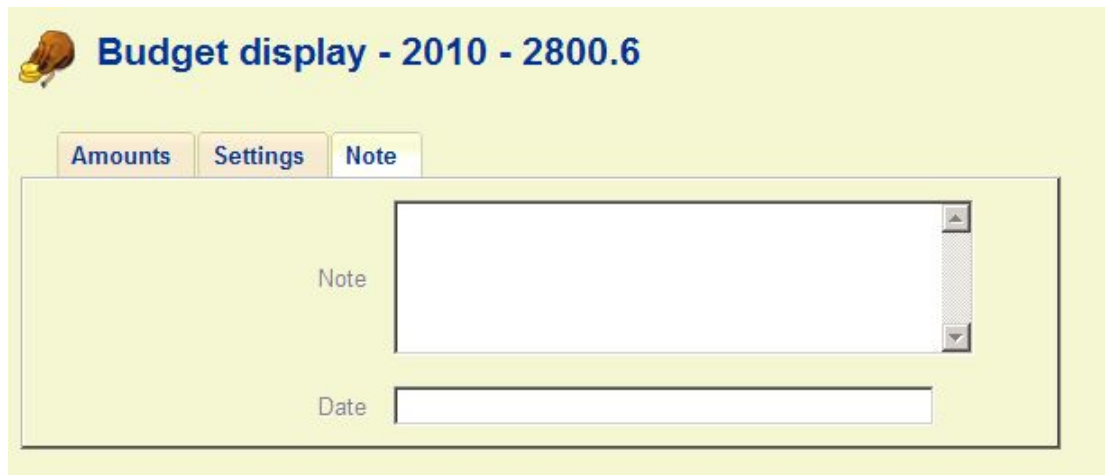 Budget display - 2010 - 2800.6
Amounts Settings Note
Note
Date